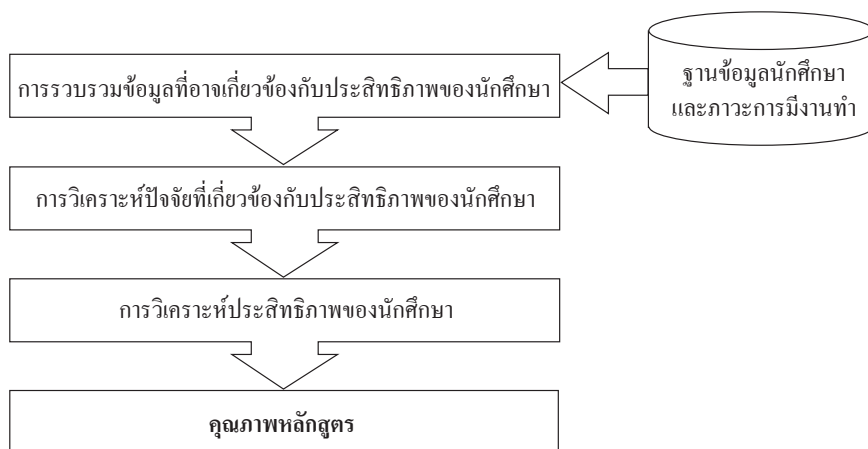 การรวบรวมข้อมูลที่อาจเกี่ยวข้องกับประสิทธิภาพของนักศึกษา
ฐานข้อมูลนักศึกษา
และภาวะการมีงานทำ
การวิเคราะห์ปัจจัยที่เกี่ยวข้องกับประสิทธิภาพของนักศึกษา
การวิเคราะห์ประสิทธิภาพของนักศึกษา
คุณภาพหลักสูตร